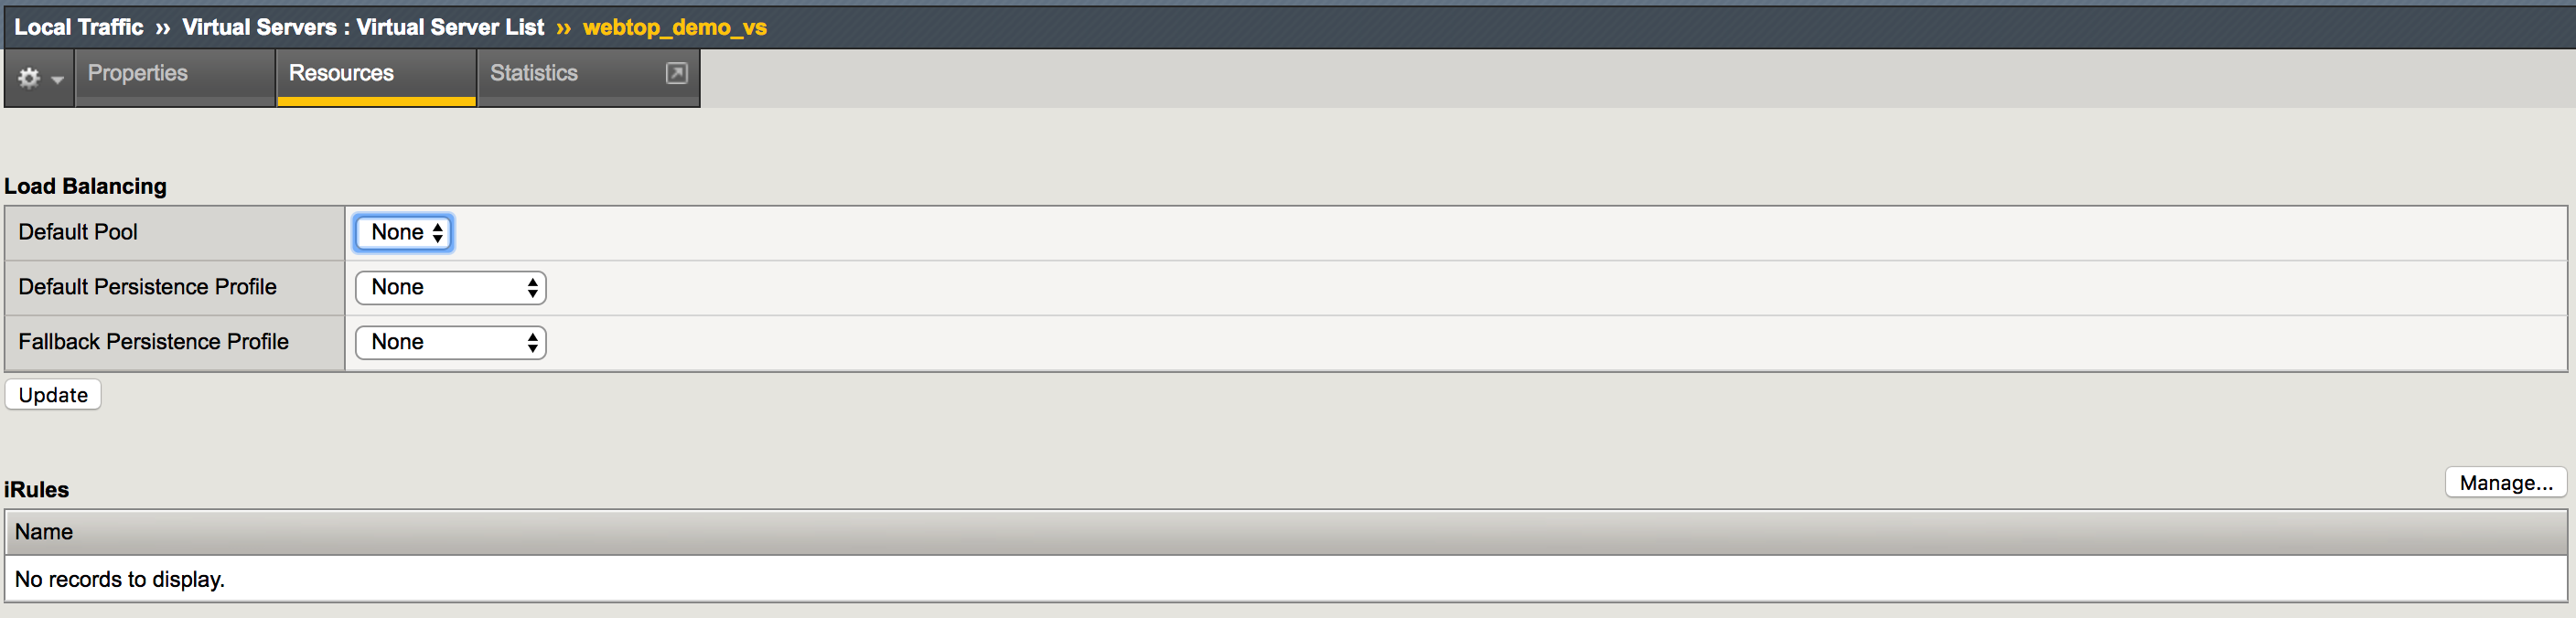 Local Traffic ›› Virtual Servers : Virtual Server List ›› webtop_demo_vs
Properties Resources Statistics
Load Balancing
Default Pool None
Default Persistence Profile None
Fallback Persistence Profile None
Update
iRules Manage...
Name
No records to display.